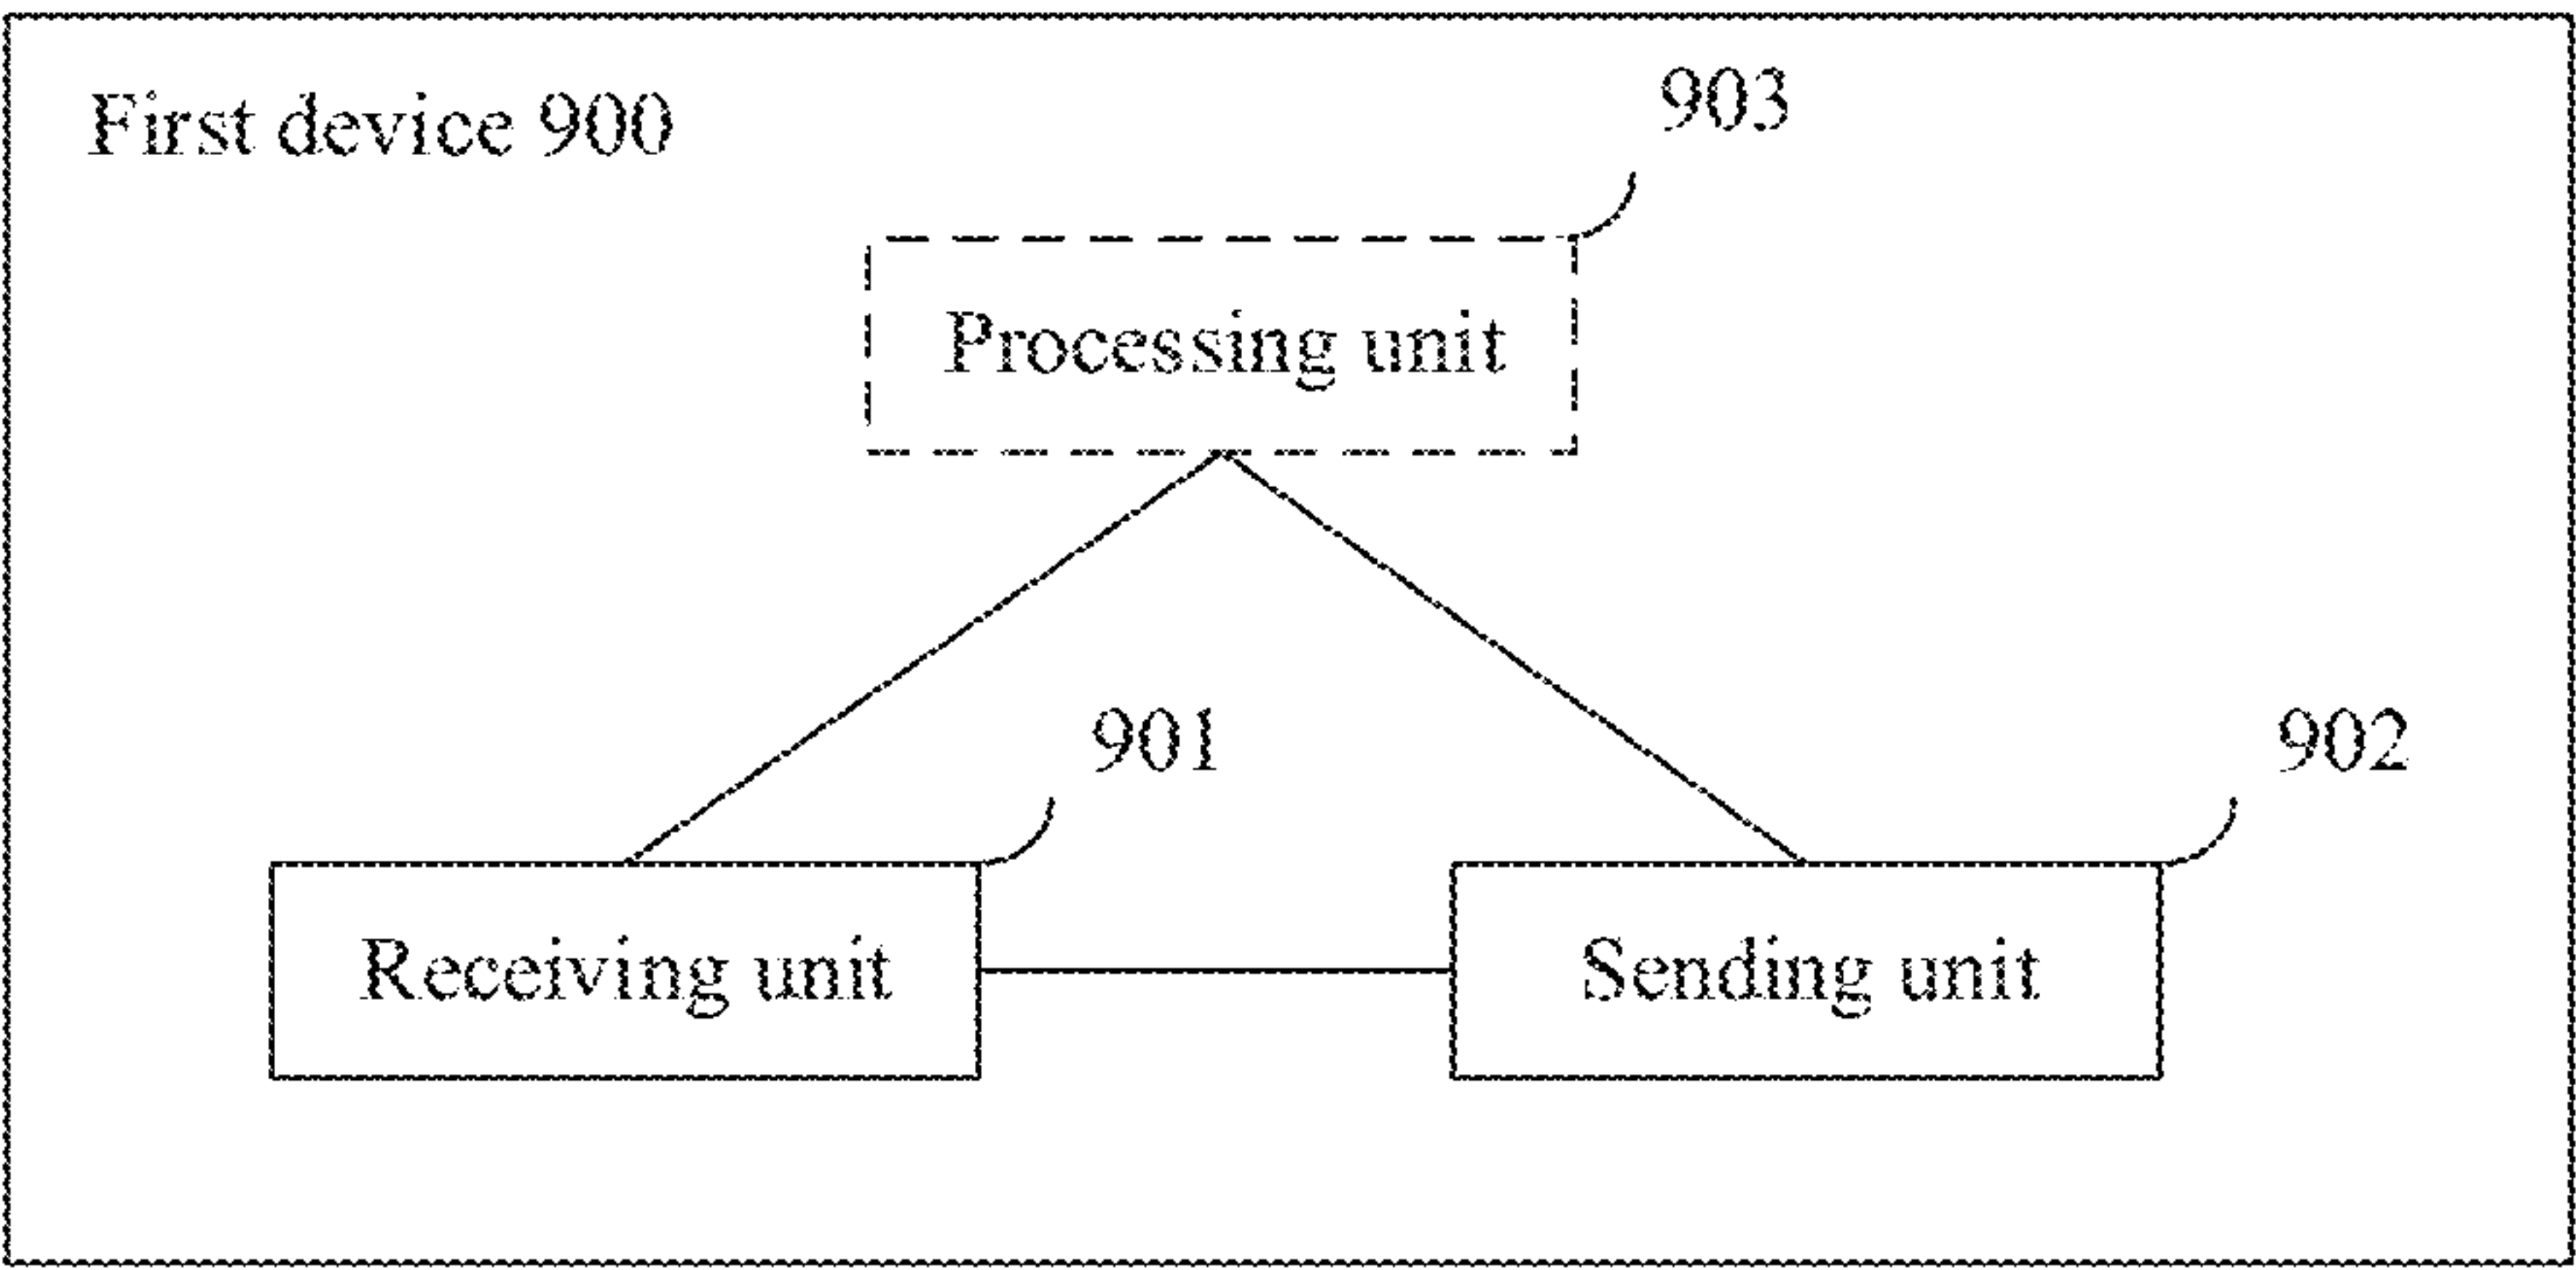 First device 900
903
Processing unit
901
902
Receiving unit
Sending unit